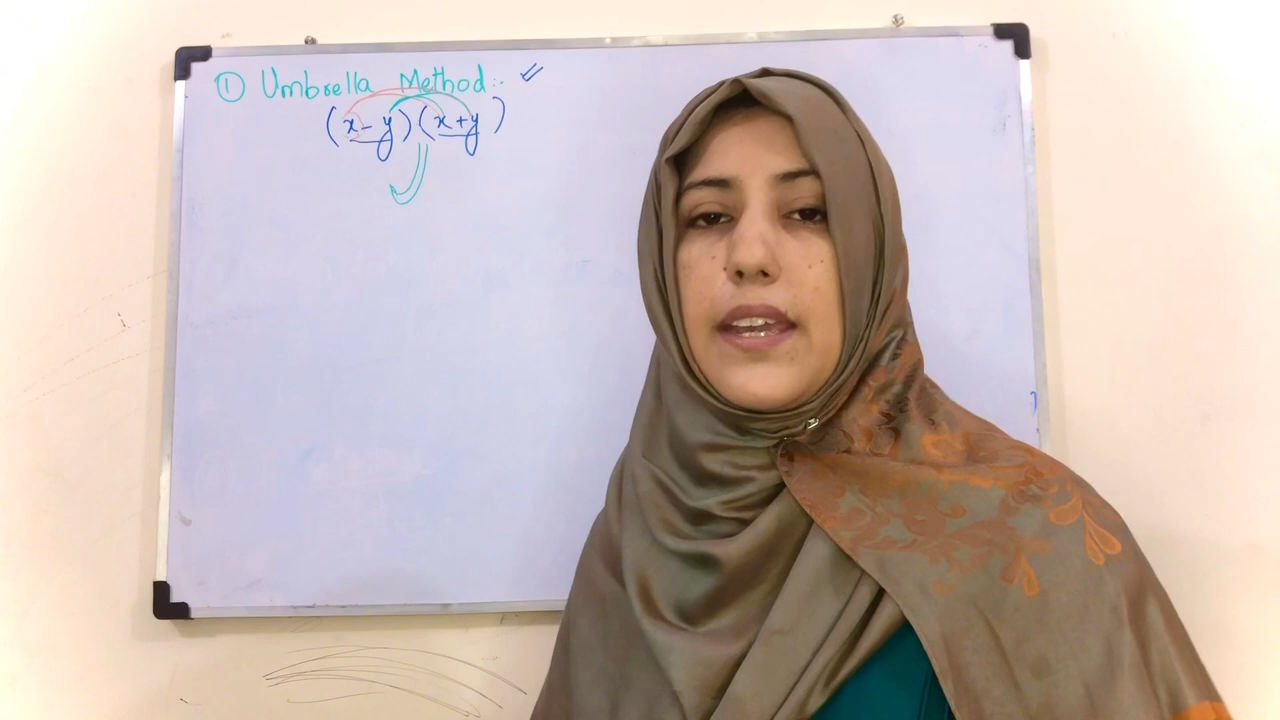 ① Umbrella Method:-
(x-y)(x+y)